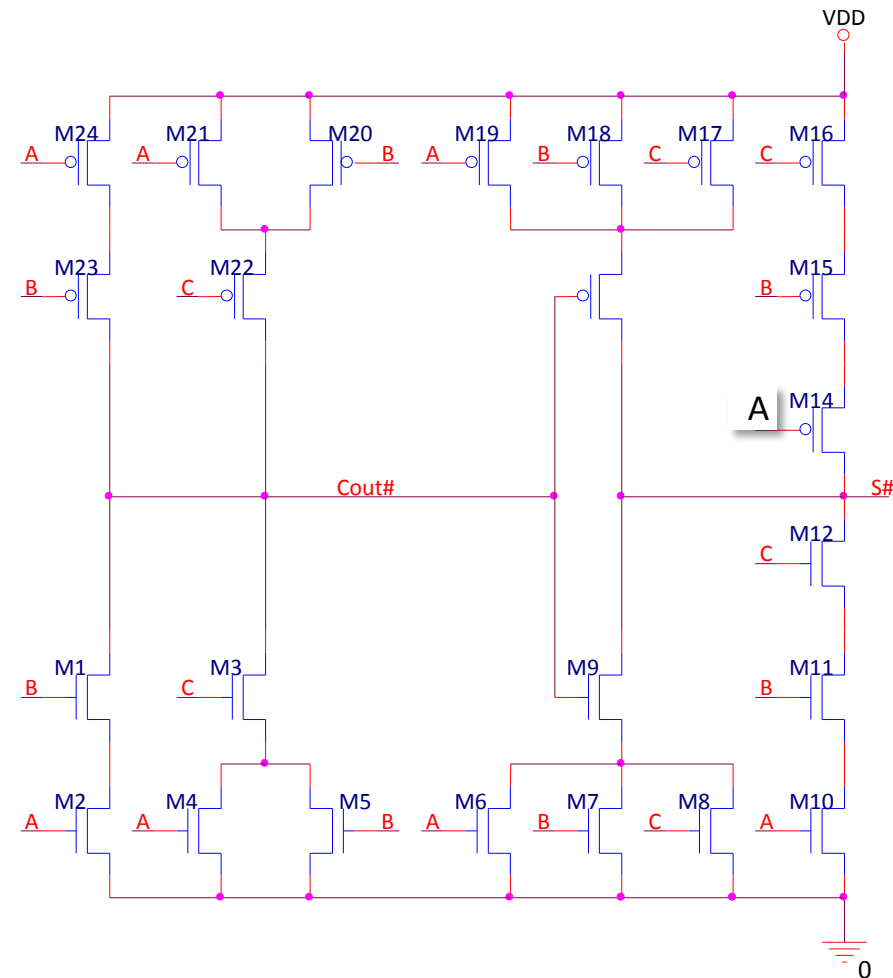 VDD
M24 M21 M20 M19 M18 M17 M16
A A B A B C C
M23 M22 M15
B C B
M14
A
Cout# S#
M12
C
M1 M3 M9 M11
B C B
M2 M4 M5 M6 M7 M8 M10
A A B A B C A
0